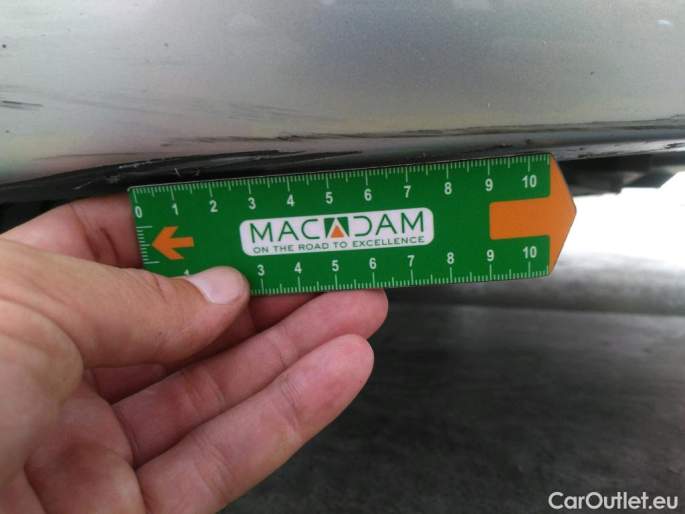 0 1 2 3 4 5 6 7 8 9 10
MACADAM
ON THE ROAD TO EXCELLENCE
1 3 4 5 6 7 8 9 10
CarOutlet.eu